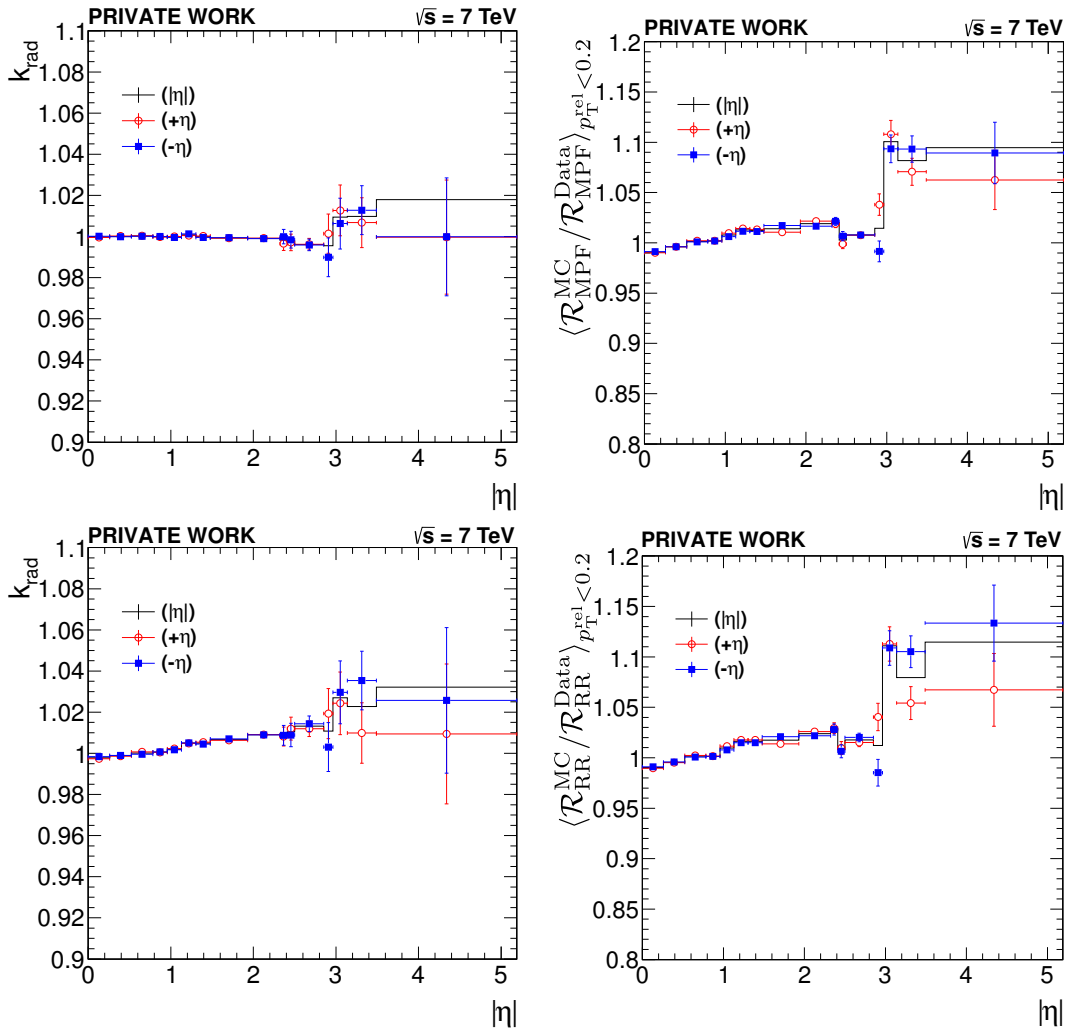 PRIVATE WORK √s = 7 TeV
k_rad
1.1
1.08
1.06
1.04
1.02
1
0.98
0.96
0.94
0.92
0.9
(|η|)
(+η)
(-η)
0 1 2 3 4 5
|η|
PRIVATE WORK √s = 7 TeV
⟨R_MPF^MC / R_MPF^Data⟩_{p_T^rel<0.2}
1.2
1.15
1.1
1.05
1
0.95
0.9
0.85
0.8
(|η|)
(+η)
(-η)
0 1 2 3 4 5
|η|
PRIVATE WORK √s = 7 TeV
k_rad
1.1
1.08
1.06
1.04
1.02
1
0.98
0.96
0.94
0.92
0.9
(|η|)
(+η)
(-η)
0 1 2 3 4 5
|η|
PRIVATE WORK √s = 7 TeV
⟨R_RR^MC / R_RR^Data⟩_{p_T^rel<0.2}
1.2
1.15
1.1
1.05
1
0.95
0.9
0.85
0.8
(|η|)
(+η)
(-η)
0 1 2 3 4 5
|η|